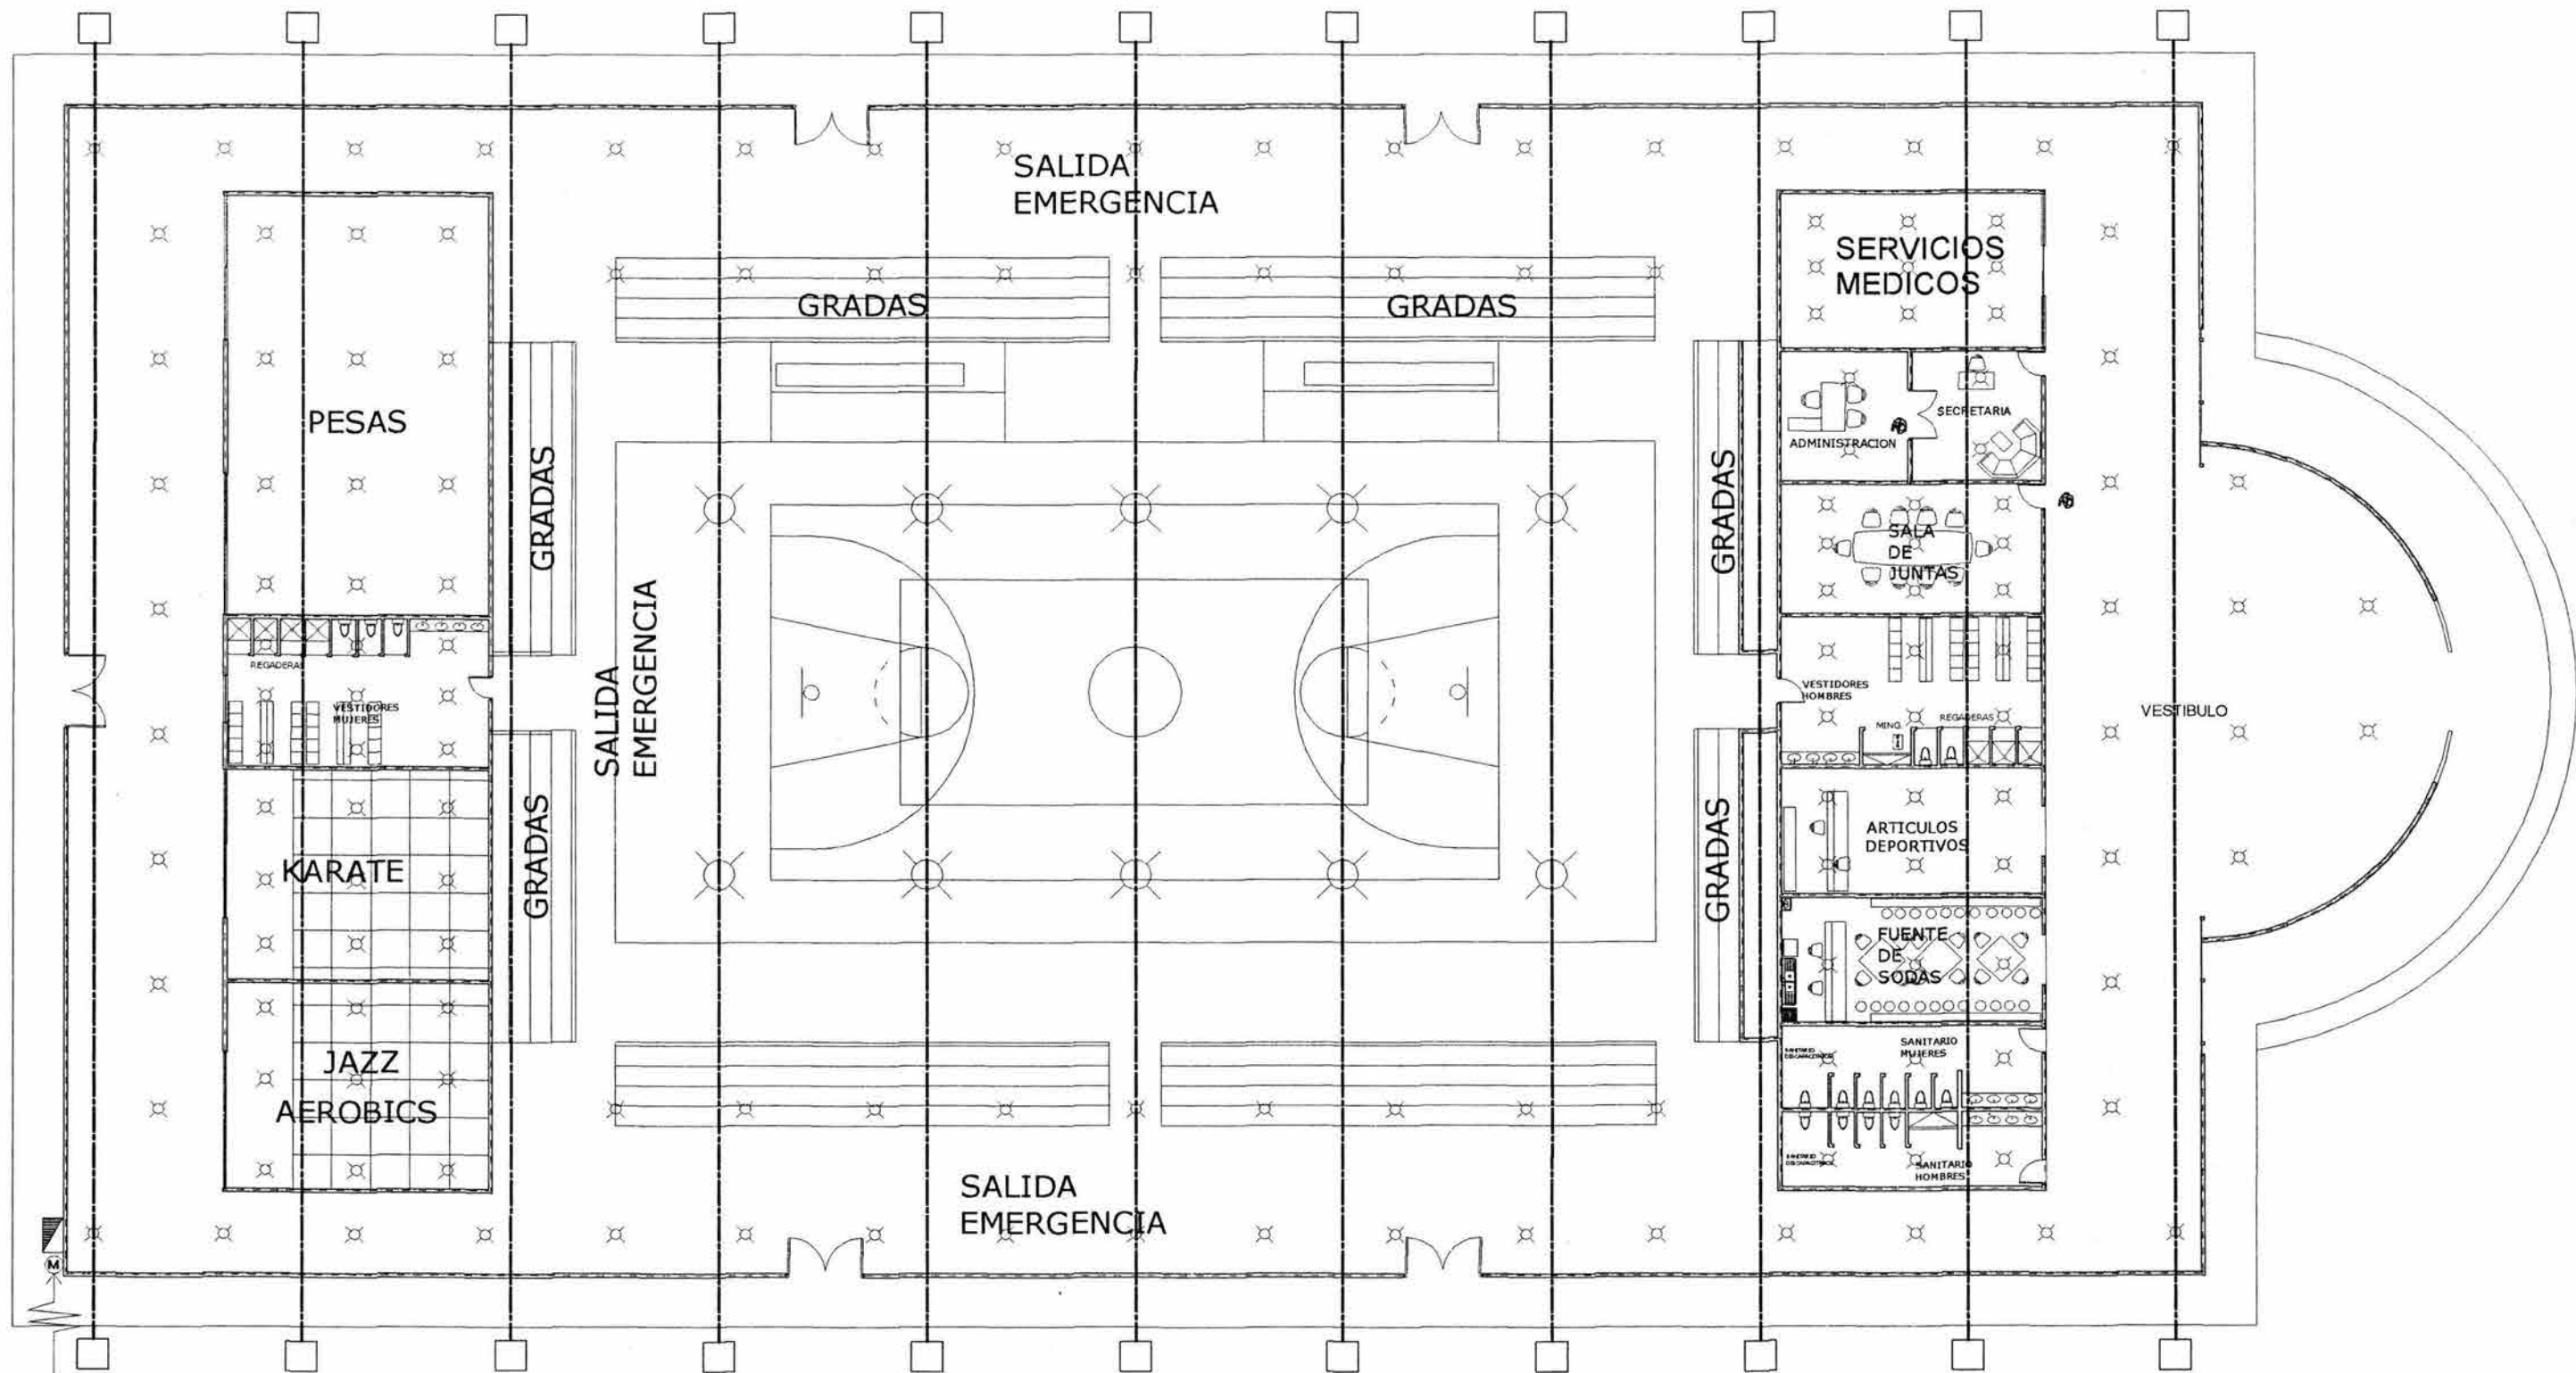 SALIDA
EMERGENCIA
SERVICIOS
MEDICOS
GRADAS
GRADAS
PESAS
GRADAS
GRADAS
SECRETARIA
ADMINISTRACION
SALA
DE
JUNTAS
SALIDA
EMERGENCIA
REGADERAS
VESTIDORES
MUJERES
VESTIDORES
HOMBRES
MING.
REGADERAS
VESTIBULO
GRADAS
GRADAS
KARATE
ARTICULOS
DEPORTIVOS
FUENTE
DE
SODAS
JAZZ
AEROBICS
SANITARIO
MUJERES
SANITARIO
HOMBRES
SALIDA
EMERGENCIA
M